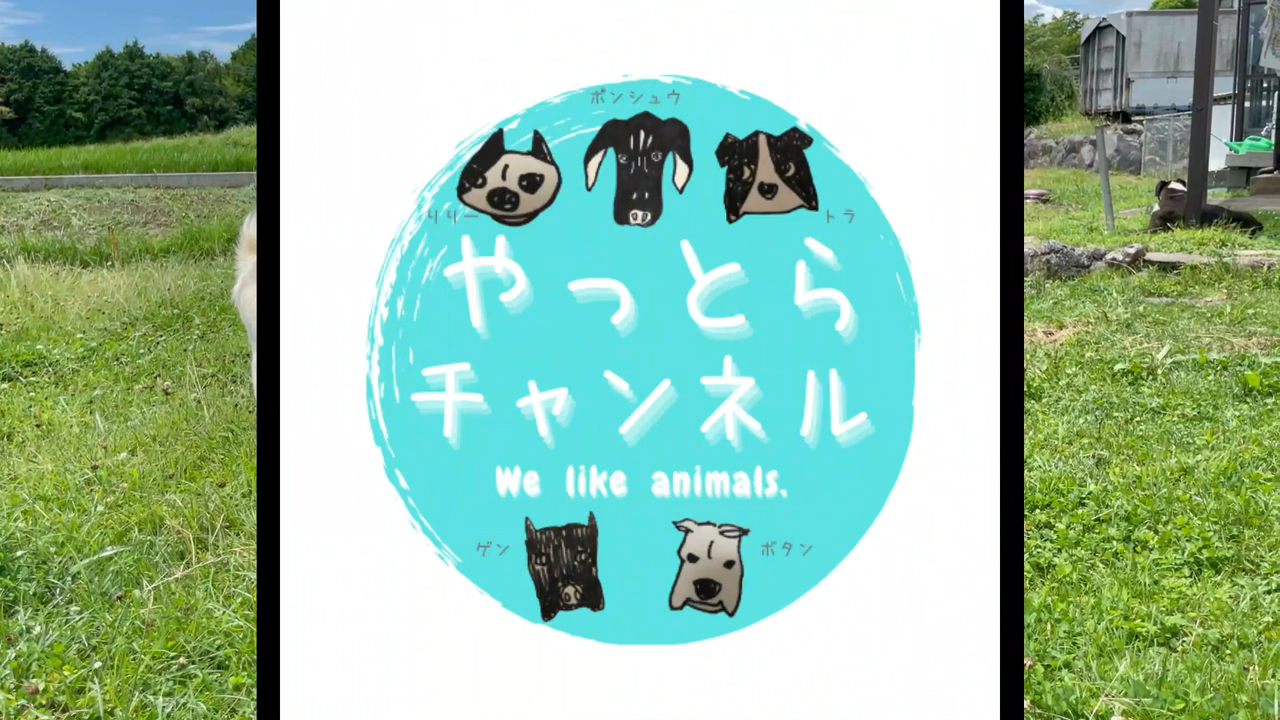 ポンシュウ
リリー
トラ
やっとら
チャンネル
We like animals.
ゲン
ボタン